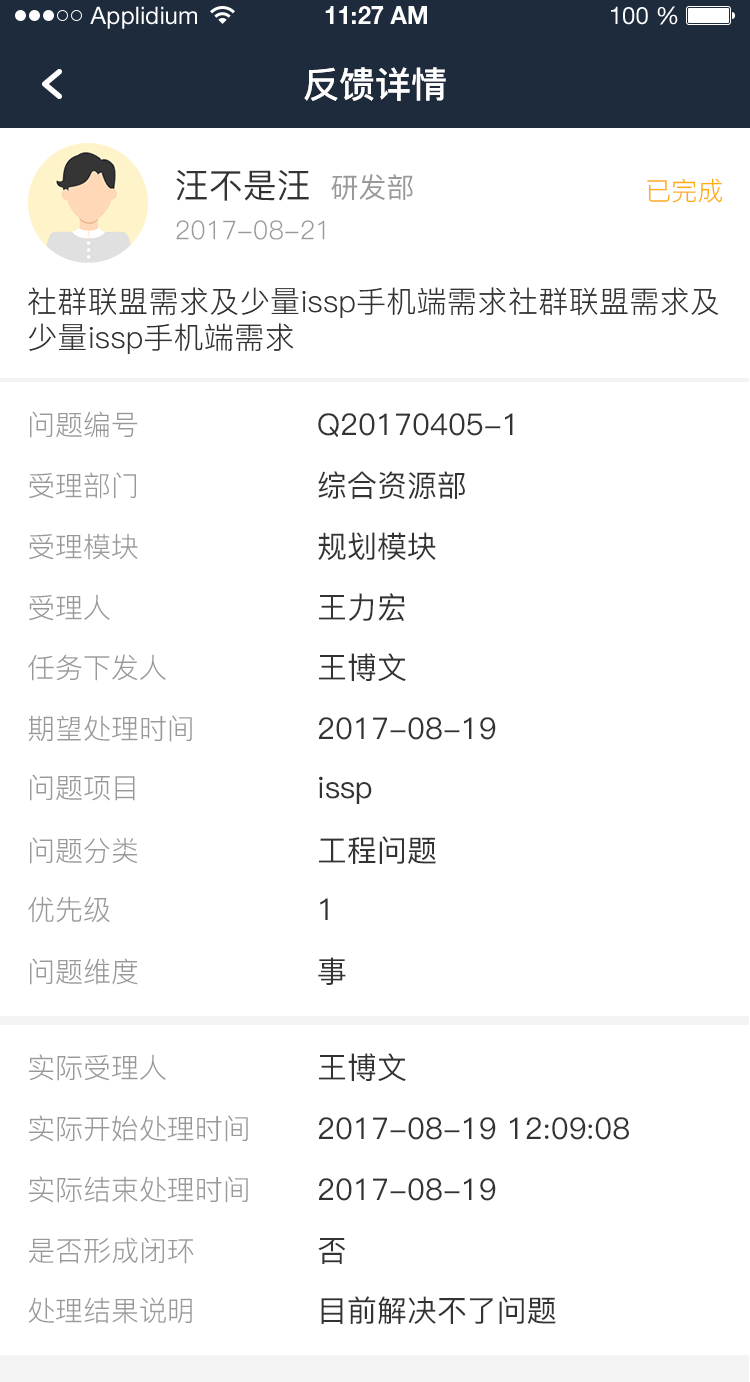 Applidium 11:27 AM 100 %
反馈详情
汪不是汪 研发部
已完成
2017-08-21
社群联盟需求及少量issp手机端需求社群联盟需求及
少量issp手机端需求
问题编号 Q20170405-1
受理部门 综合资源部
受理模块 规划模块
受理人 王力宏
任务下发人 王博文
期望处理时间 2017-08-19
问题项目 issp
问题分类 工程问题
优先级 1
问题维度 事
实际受理人 王博文
实际开始处理时间 2017-08-19 12:09:08
实际结束处理时间 2017-08-19
是否形成闭环 否
处理结果说明 目前解决不了问题